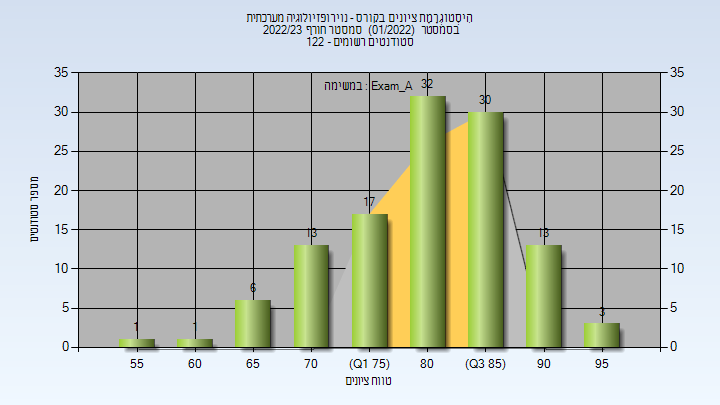 היסטוגרמת ציונים בקורס - נוירופזיולוגיה מערכתית
בסמסטר (01/2022) סמסטר חורף 2022/23
סטודנטים רשומים - 122
במשימה : Exam_A
35 35
30 30
25 25
20 20
15 15
10 10
5 5
0 0
מספר סטודנטים
1 1 6 13 17 32 30 13 3
55 60 65 70 (Q1 75) 80 (Q3 85) 90 95
טווח ציונים